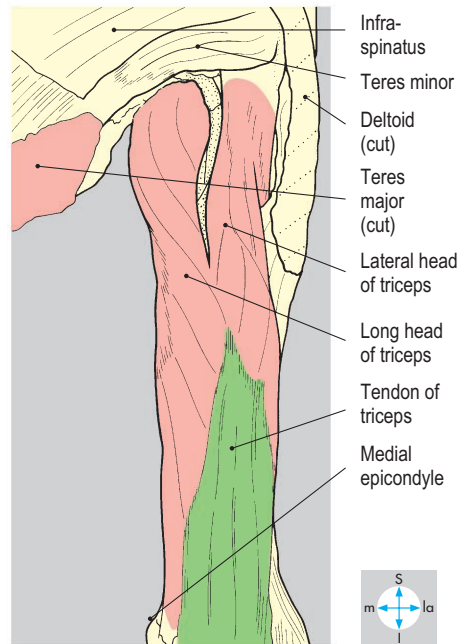 Infra-
spinatus
Teres minor
Deltoid
(cut)
Teres
major
(cut)
Lateral head
of triceps
Long head
of triceps
Tendon of
triceps
Medial
epicondyle
S
m la
I